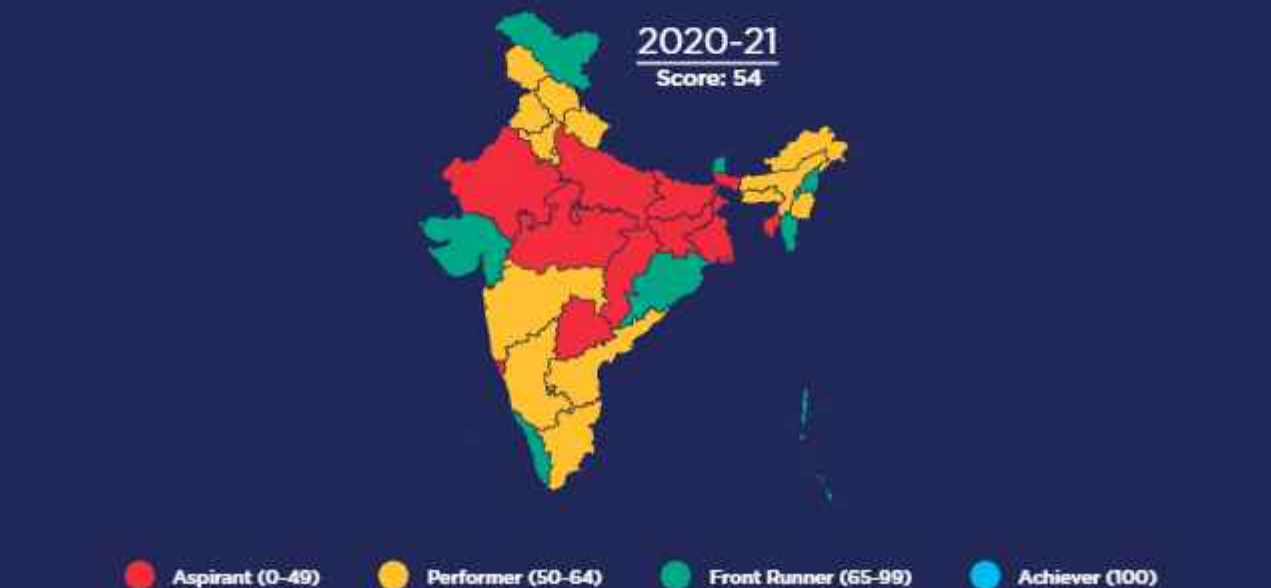 2020-21
Score: 54
Aspirant (0-49)
Performer (50-64)
Front Runner (65-99)
Achiever (100)